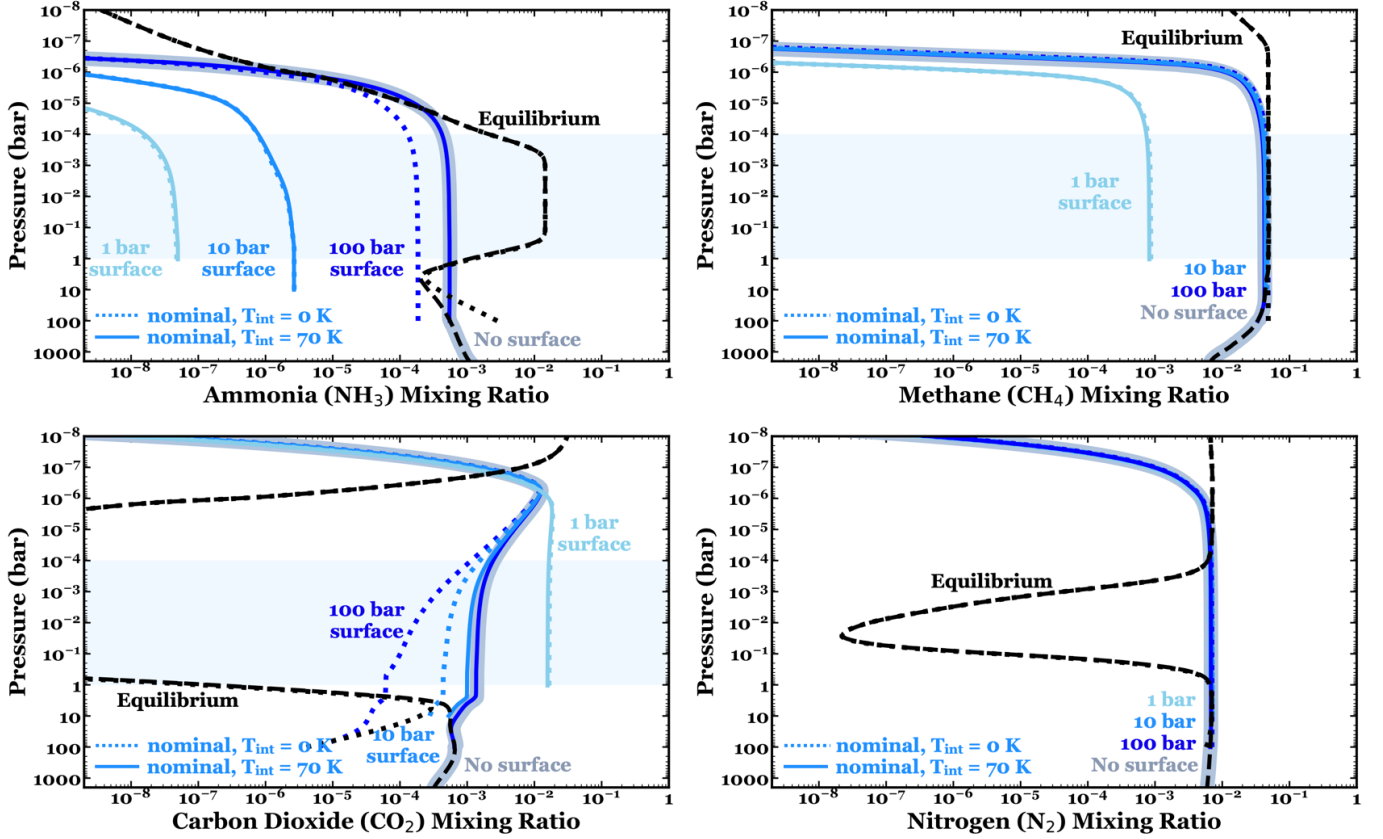 10⁻⁸
10⁻⁷
10⁻⁶
10⁻⁵
10⁻⁴
10⁻³
10⁻²
10⁻¹
1
10
100
1000
Pressure (bar)
Equilibrium
1 bar
surface
10 bar
surface
100 bar
surface
nominal, T_int = 0 K
nominal, T_int = 70 K
No surface
10⁻⁸ 10⁻⁷ 10⁻⁶ 10⁻⁵ 10⁻⁴ 10⁻³ 10⁻² 10⁻¹ 1
Ammonia (NH₃) Mixing Ratio
10⁻⁸
10⁻⁷
10⁻⁶
10⁻⁵
10⁻⁴
10⁻³
10⁻²
10⁻¹
1
10
100
1000
Pressure (bar)
Equilibrium
1 bar
surface
10 bar
100 bar
No surface
nominal, T_int = 0 K
nominal, T_int = 70 K
10⁻⁸ 10⁻⁷ 10⁻⁶ 10⁻⁵ 10⁻⁴ 10⁻³ 10⁻² 10⁻¹ 1
Methane (CH₄) Mixing Ratio
10⁻⁸
10⁻⁷
10⁻⁶
10⁻⁵
10⁻⁴
10⁻³
10⁻²
10⁻¹
1
10
100
1000
Pressure (bar)
1 bar
surface
100 bar
surface
Equilibrium
10 bar
surface
nominal, T_int = 0 K
nominal, T_int = 70 K
No surface
10⁻⁸ 10⁻⁷ 10⁻⁶ 10⁻⁵ 10⁻⁴ 10⁻³ 10⁻² 10⁻¹ 1
Carbon Dioxide (CO₂) Mixing Ratio
10⁻⁸
10⁻⁷
10⁻⁶
10⁻⁵
10⁻⁴
10⁻³
10⁻²
10⁻¹
1
10
100
1000
Pressure (bar)
Equilibrium
1 bar
10 bar
100 bar
No surface
nominal, T_int = 0 K
nominal, T_int = 70 K
10⁻⁸ 10⁻⁷ 10⁻⁶ 10⁻⁵ 10⁻⁴ 10⁻³ 10⁻² 10⁻¹ 1
Nitrogen (N₂) Mixing Ratio